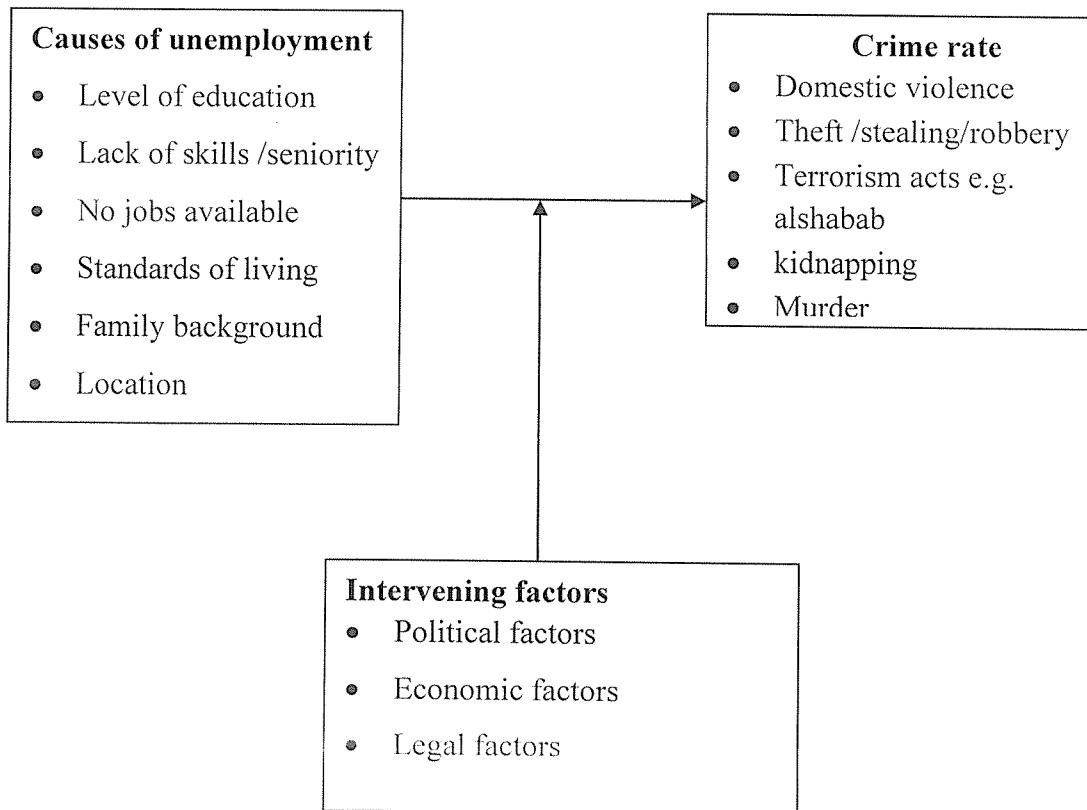 Causes of unemployment
• Level of education
• Lack of skills /seniority
• No jobs available
• Standards of living
• Family background
• Location
Crime rate
• Domestic violence
• Theft /stealing/robbery
• Terrorism acts e.g.
alshabab
• kidnapping
• Murder
Intervening factors
• Political factors
• Economic factors
• Legal factors